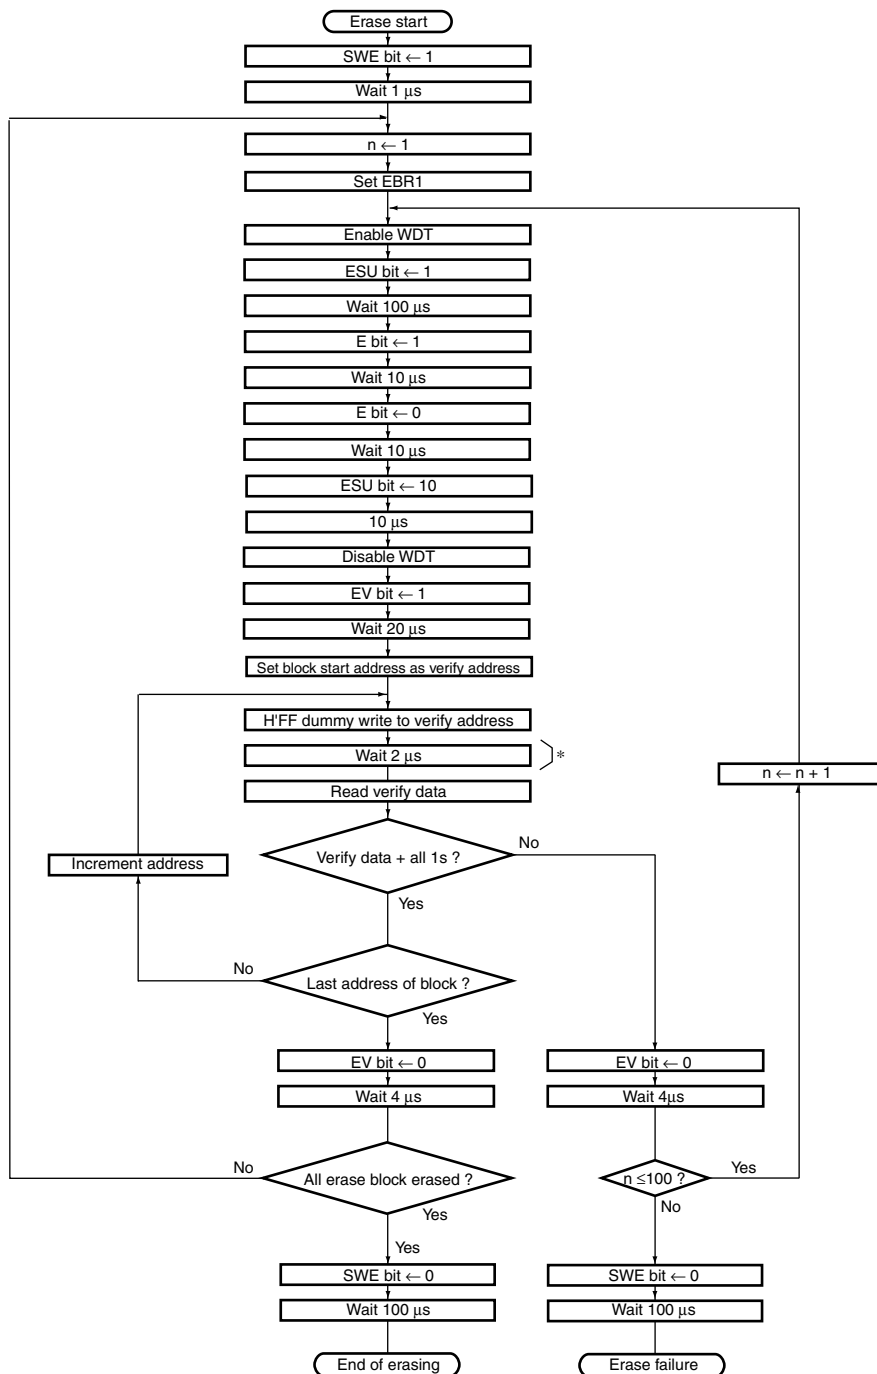 Erase start
SWE bit ← 1
Wait 1 μs
n ← 1
Set EBR1
Enable WDT
ESU bit ← 1
Wait 100 μs
E bit ← 1
Wait 10 μs
E bit ← 0
Wait 10 μs
ESU bit ← 10
10 μs
Disable WDT
EV bit ← 1
Wait 20 μs
Set block start address as verify address
H'FF dummy write to verify address
Wait 2 μs
*
n ← n + 1
Read verify data
No
Verify data + all 1s ?
Increment address
Yes
No
Last address of block ?
Yes
EV bit ← 0
EV bit ← 0
Wait 4 μs
Wait 4μs
No
All erase block erased ?
n ≤100 ?
Yes
Yes
No
Yes
SWE bit ← 0
SWE bit ← 0
Wait 100 μs
Wait 100 μs
End of erasing
Erase failure